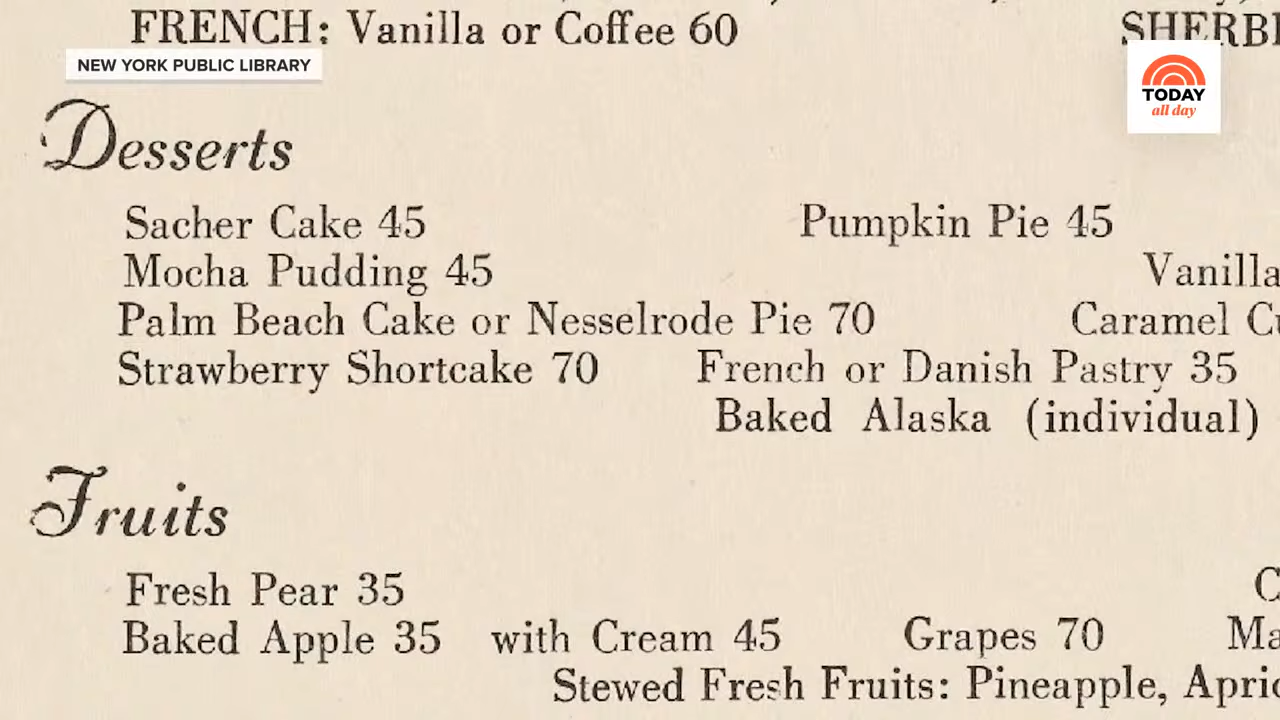 FRENCH: Vanilla or Coffee 60
NEW YORK PUBLIC LIBRARY
TODAY
all day
Desserts
Sacher Cake 45 Pumpkin Pie 45
Mocha Pudding 45 Vanilla
Palm Beach Cake or Nesselrode Pie 70 Caramel
Strawberry Shortcake 70 French or Danish Pastry 35
Baked Alaska (individual)
Fruits
Fresh Pear 35
Baked Apple 35 with Cream 45 Grapes 70
Stewed Fresh Fruits: Pineapple,